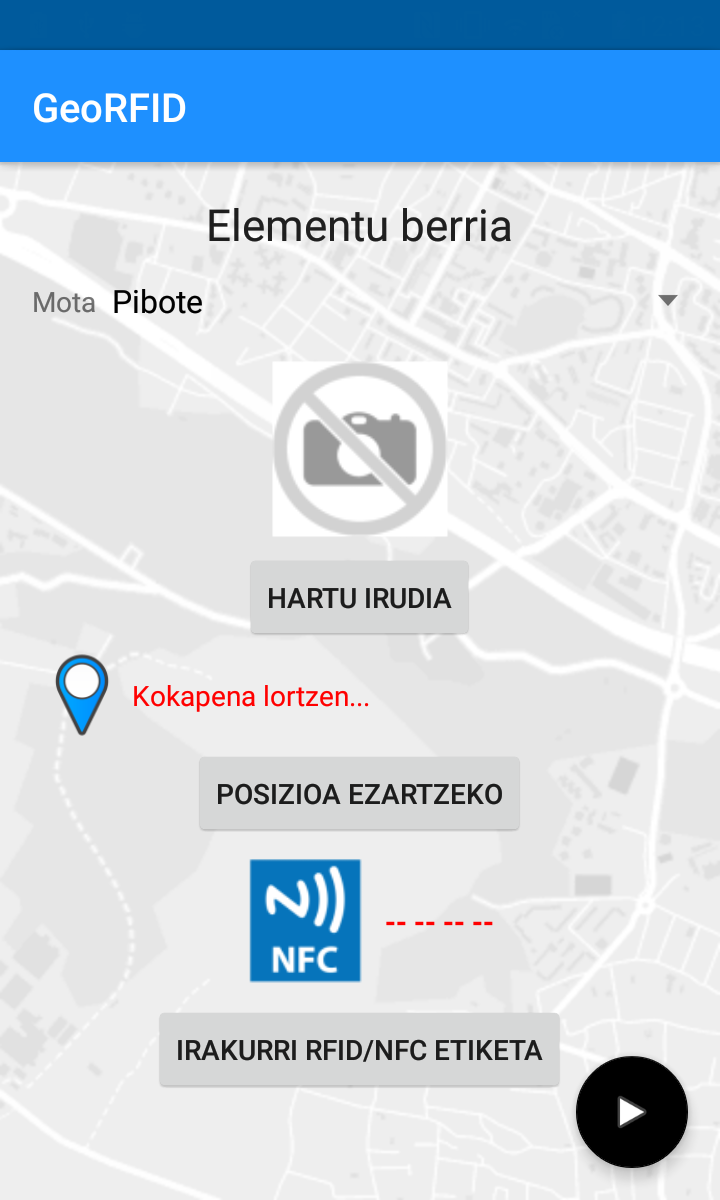 GeoRFID
Elementu berria
Mota Pibote
HARTU IRUDIA
Kokapena lortzen...
POSIZIOA EZARTZEKO
NFC
-- -- -- --
IRAKURRI RFID/NFC ETIKETA